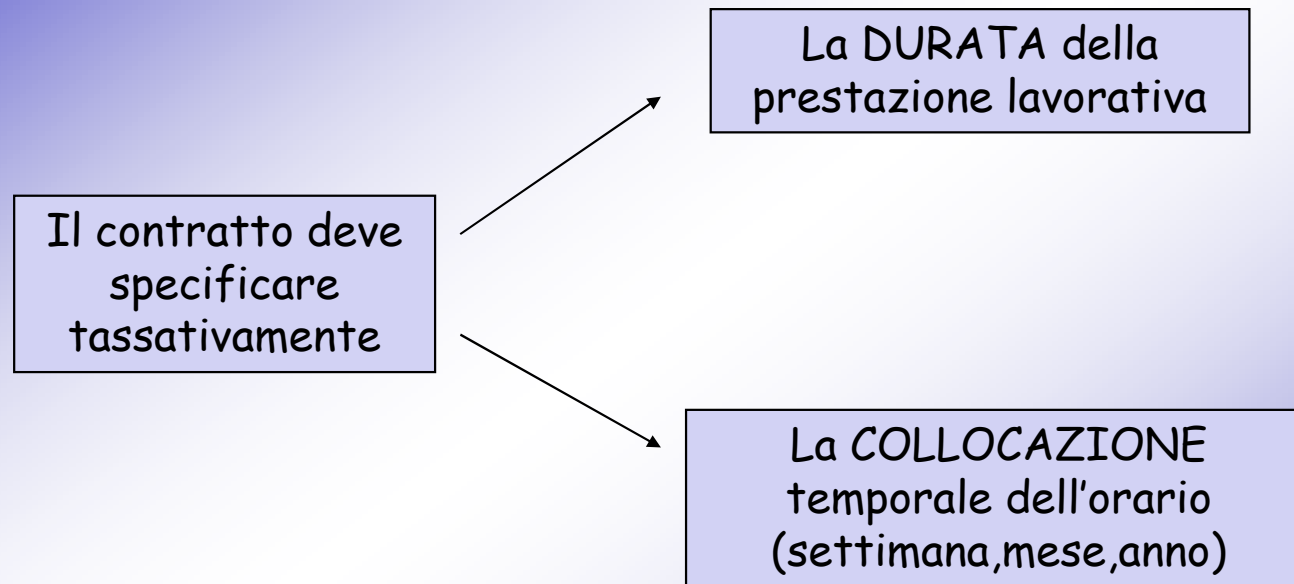 Il contratto deve
specificare
tassativamente
La DURATA della
prestazione lavorativa
La COLLOCAZIONE
temporale dell’orario
(settimana,mese,anno)